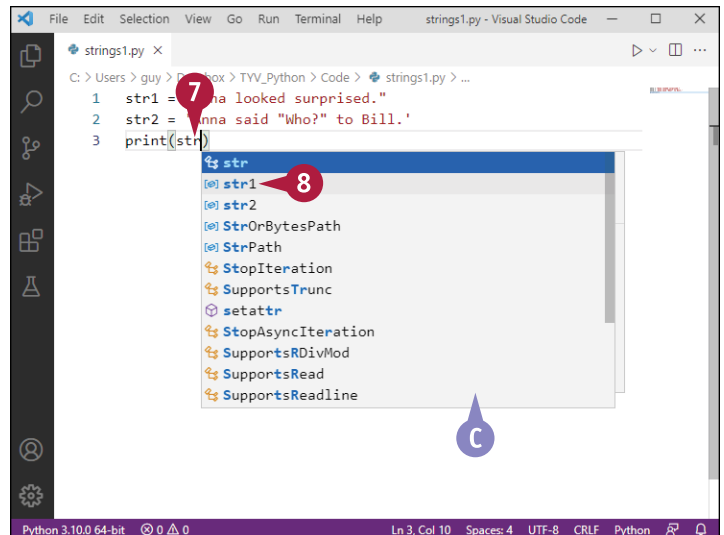 File Edit Selection View Go Run Terminal Help strings1.py - Visual Studio Code
strings1.py
C: > Users > guy > box > TYV_Python > Code > strings1.py > ...
7
1 str1 = na looked surprised."
2 str2 = 'Anna said "Who?" to Bill.'
3 print(str)
str
str1
8
str2
StrOrBytesPath
StrPath
StopIteration
SupportsTrunc
setattr
StopAsyncIteration
SupportsRDivMod
SupportsRead
SupportsReadline
C
Python 3.10.0 64-bit 0 0 Ln 3, Col 10 Spaces: 4 UTF-8 CRLF Python